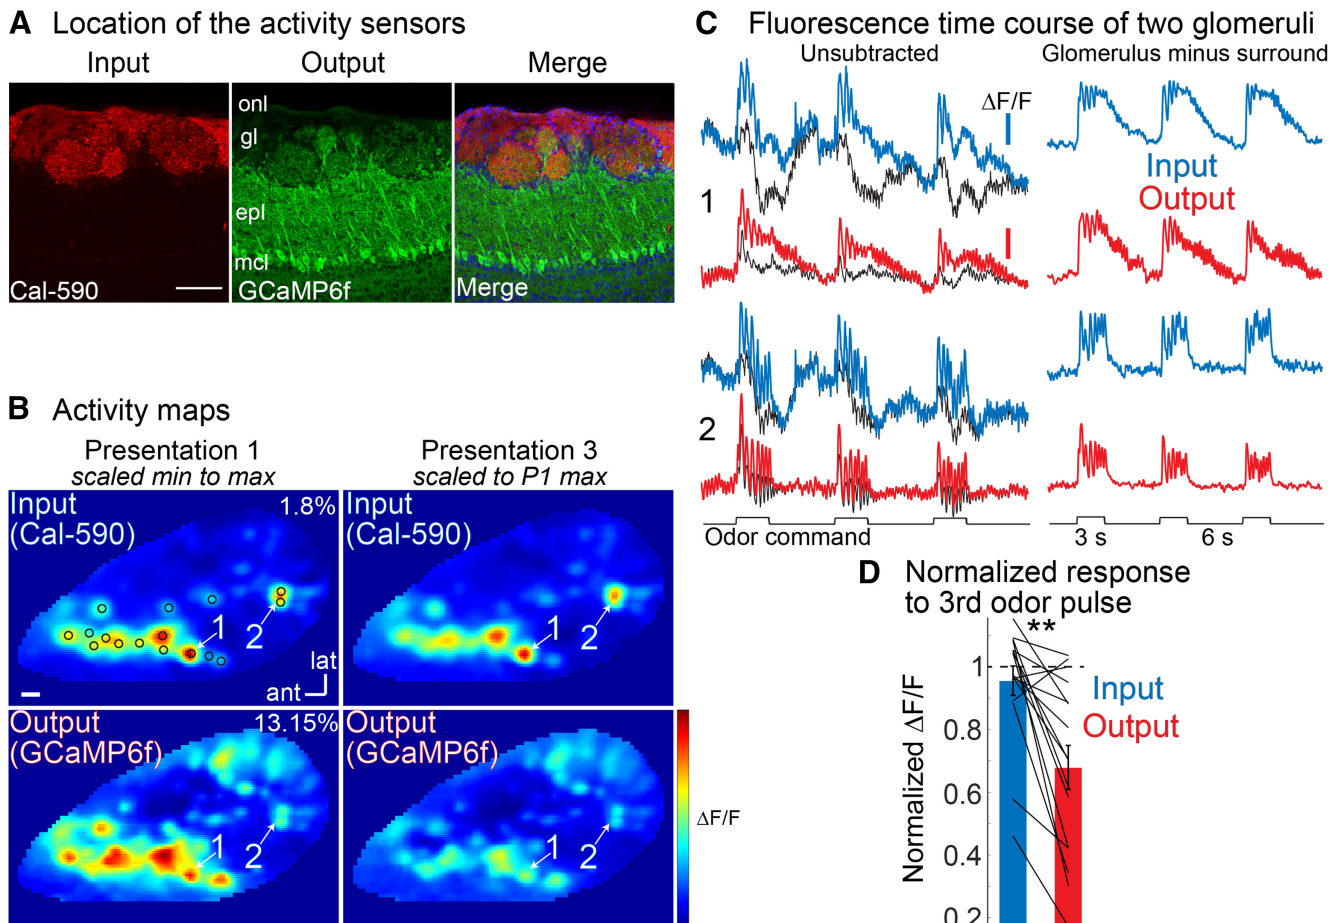 A Location of the activity sensors
Input Output Merge
onl
gl
epl
mcl
Cal-590 GCaMP6f Merge
B Activity maps
Presentation 1
scaled min to max
Presentation 3
scaled to P1 max
Input
(Cal-590)
1.8%
1
2
lat
ant
Input
(Cal-590)
1
2
Output
(GCaMP6f)
13.15%
1
2
Output
(GCaMP6f)
1
2
ΔF/F
C Fluorescence time course of two glomeruli
Unsubtracted Glomerulus minus surround
ΔF/F
Input
Output
1
2
Odor command 3 s 6 s
D Normalized response
to 3rd odor pulse
**
Normalized ΔF/F
1
0.8
0.6
0.4
0.2
Input
Output